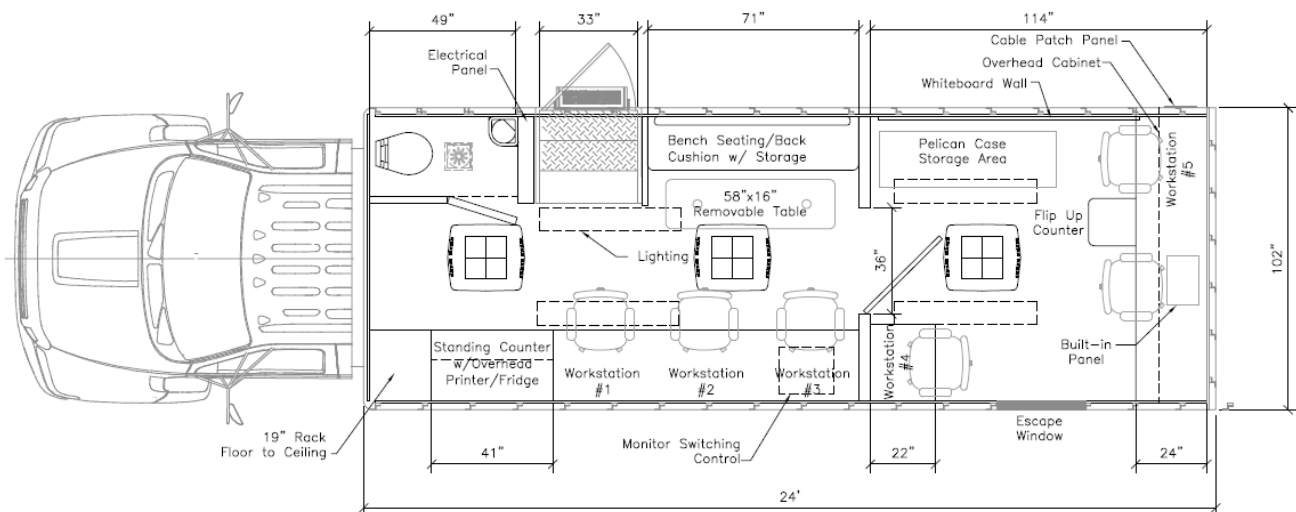 49"
33"
71"
114"
Cable Patch Panel
Overhead Cabinet
Whiteboard Wall
Electrical
Panel
Bench Seating/Back
Cushion w/ Storage
Pelican Case
Storage Area
Workstation
#5
58"x16"
Removable Table
Flip Up
Counter
Lighting
36"
102"
Standing Counter
w/Overhead
Printer/Fridge
Workstation
#1
Workstation
#2
Workstation
#3
Workstation
#4
Built-in
Panel
Escape
Window
19" Rack
Floor to Ceiling
41"
Monitor Switching
Control
22"
24"
24'